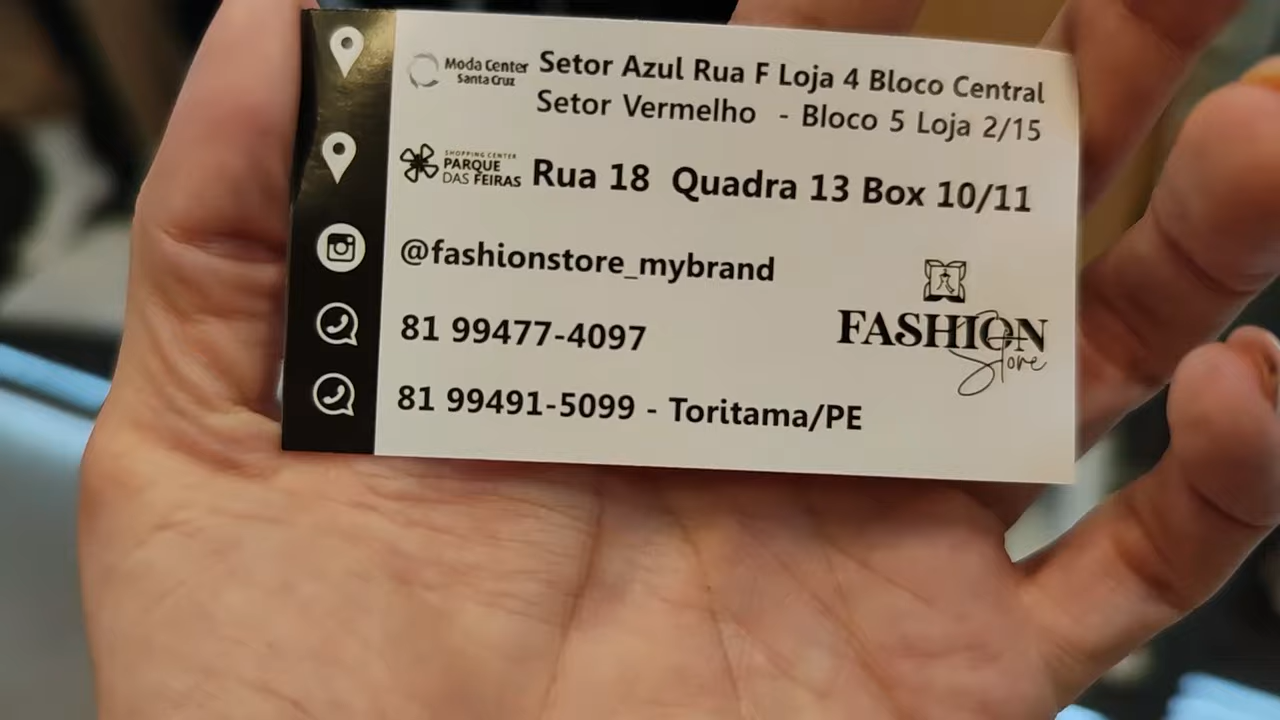 Moda Center
Santa Cruz
Setor Azul Rua F Loja 4 Bloco Central
Setor Vermelho - Bloco 5 Loja 2/15
SHOPPING CENTER
PARQUE
DAS FEIRAS
Rua 18 Quadra 13 Box 10/11
@fashionstore_mybrand
81 99477-4097
FASHION
Store
81 99491-5099 - Toritama/PE